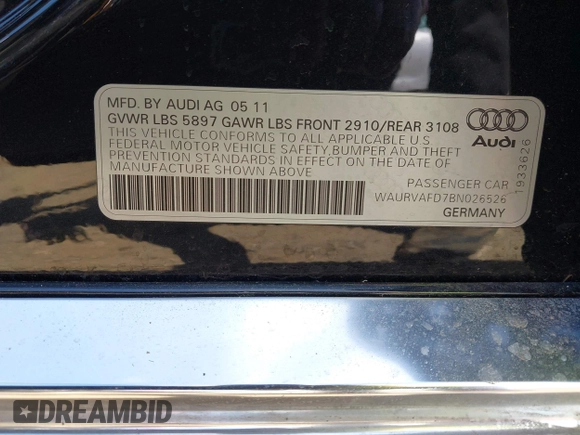 MFD. BY AUDI AG 05 11
GVWR LBS 5897 GAWR LBS FRONT 2910/REAR 3108
THIS VEHICLE CONFORMS TO ALL APPLICABLE U S
FEDERAL MOTOR VEHICLE SAFETY BUMPER AND THEFT
PREVENTION STANDARDS IN EFFECT ON THE DATE OF
MANUFACTURE SHOWN ABOVE
Audi
1933626
PASSENGER CAR
WAURVAFD7BN026526
GERMANY
DREAMBID